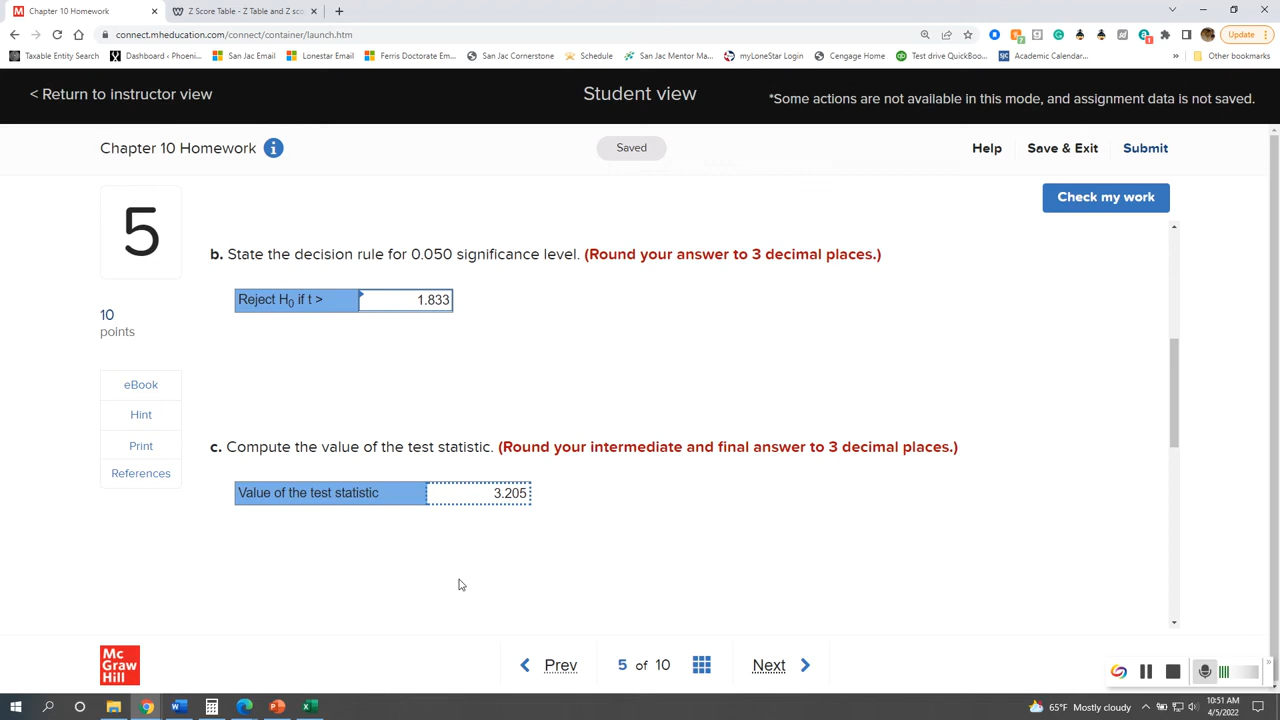 Chapter 10 Homework
Z Score Table - Z Table and Z scor
connect.mheducation.com/connect/container/launch.htm
Update
Taxable Entity Search
Dashboard ‹ Phoeni...
San Jac Email
Lonestar Email
Ferris Doctorate Em...
San Jac Cornerstone
Schedule
San Jac Mentor Ma...
myLoneStar Login
Cengage Home
Test drive QuickBoo...
Academic Calendar...
»
Other bookmarks
< Return to instructor view
Student view
*Some actions are not available in this mode, and assignment data is not saved.
Chapter 10 Homework
Saved
Help
Save & Exit
Submit
5
Check my work
b. State the decision rule for 0.050 significance level. (Round your answer to 3 decimal places.)
Reject H0 if t > 1.833
10
points
eBook
Hint
Print
References
c. Compute the value of the test statistic. (Round your intermediate and final answer to 3 decimal places.)
Value of the test statistic 3.205
Mc
Graw
Hill
Prev
5 of 10
Next
65°F Mostly cloudy
10:51 AM
4/5/2022